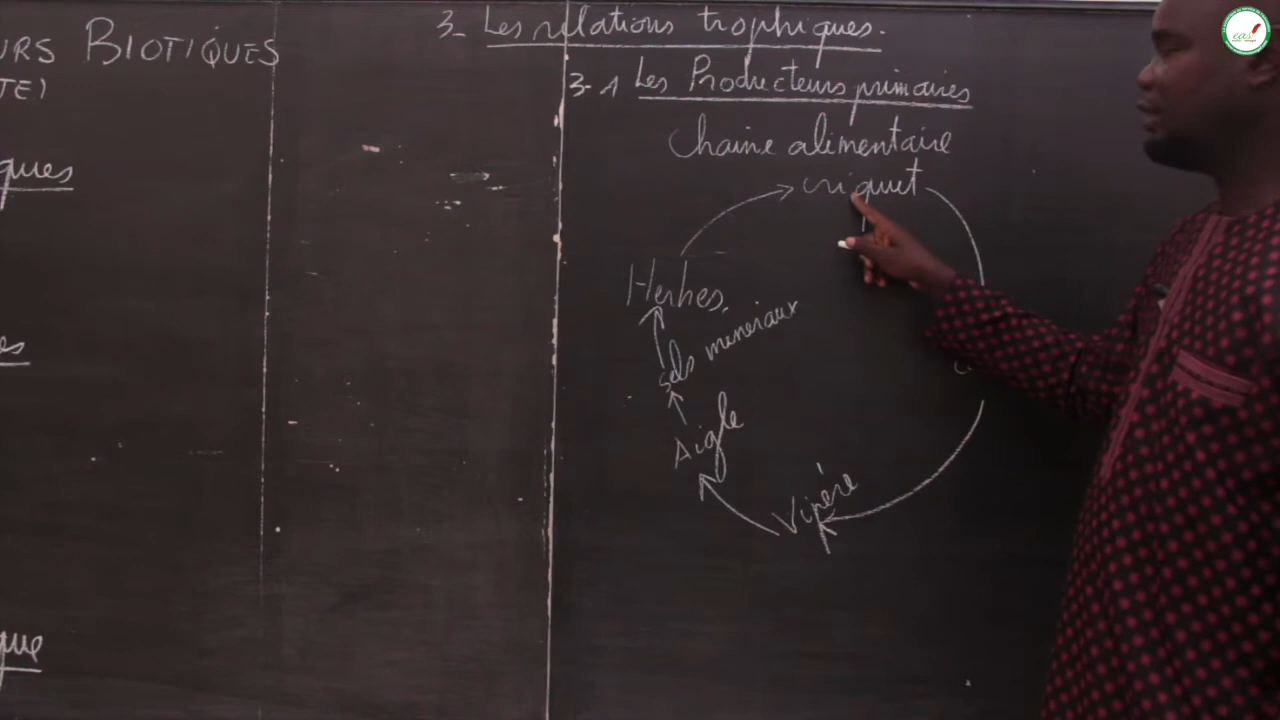 URS BIOTIQUES
TE)
ques
es
que
3_ Les relations trophiques.
3-1 Les Producteurs primaires
Chaine alimentaire
criquet
Herbes.
sels mineraux
Aigle
Vipère
eas!